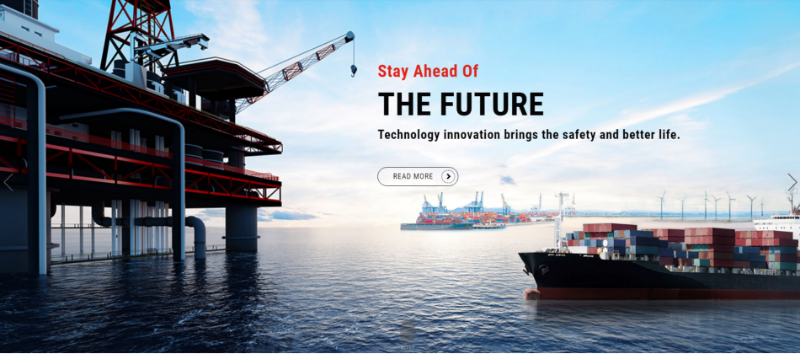 Stay Ahead Of
THE FUTURE
Technology innovation brings the safety and better life.
READ MORE